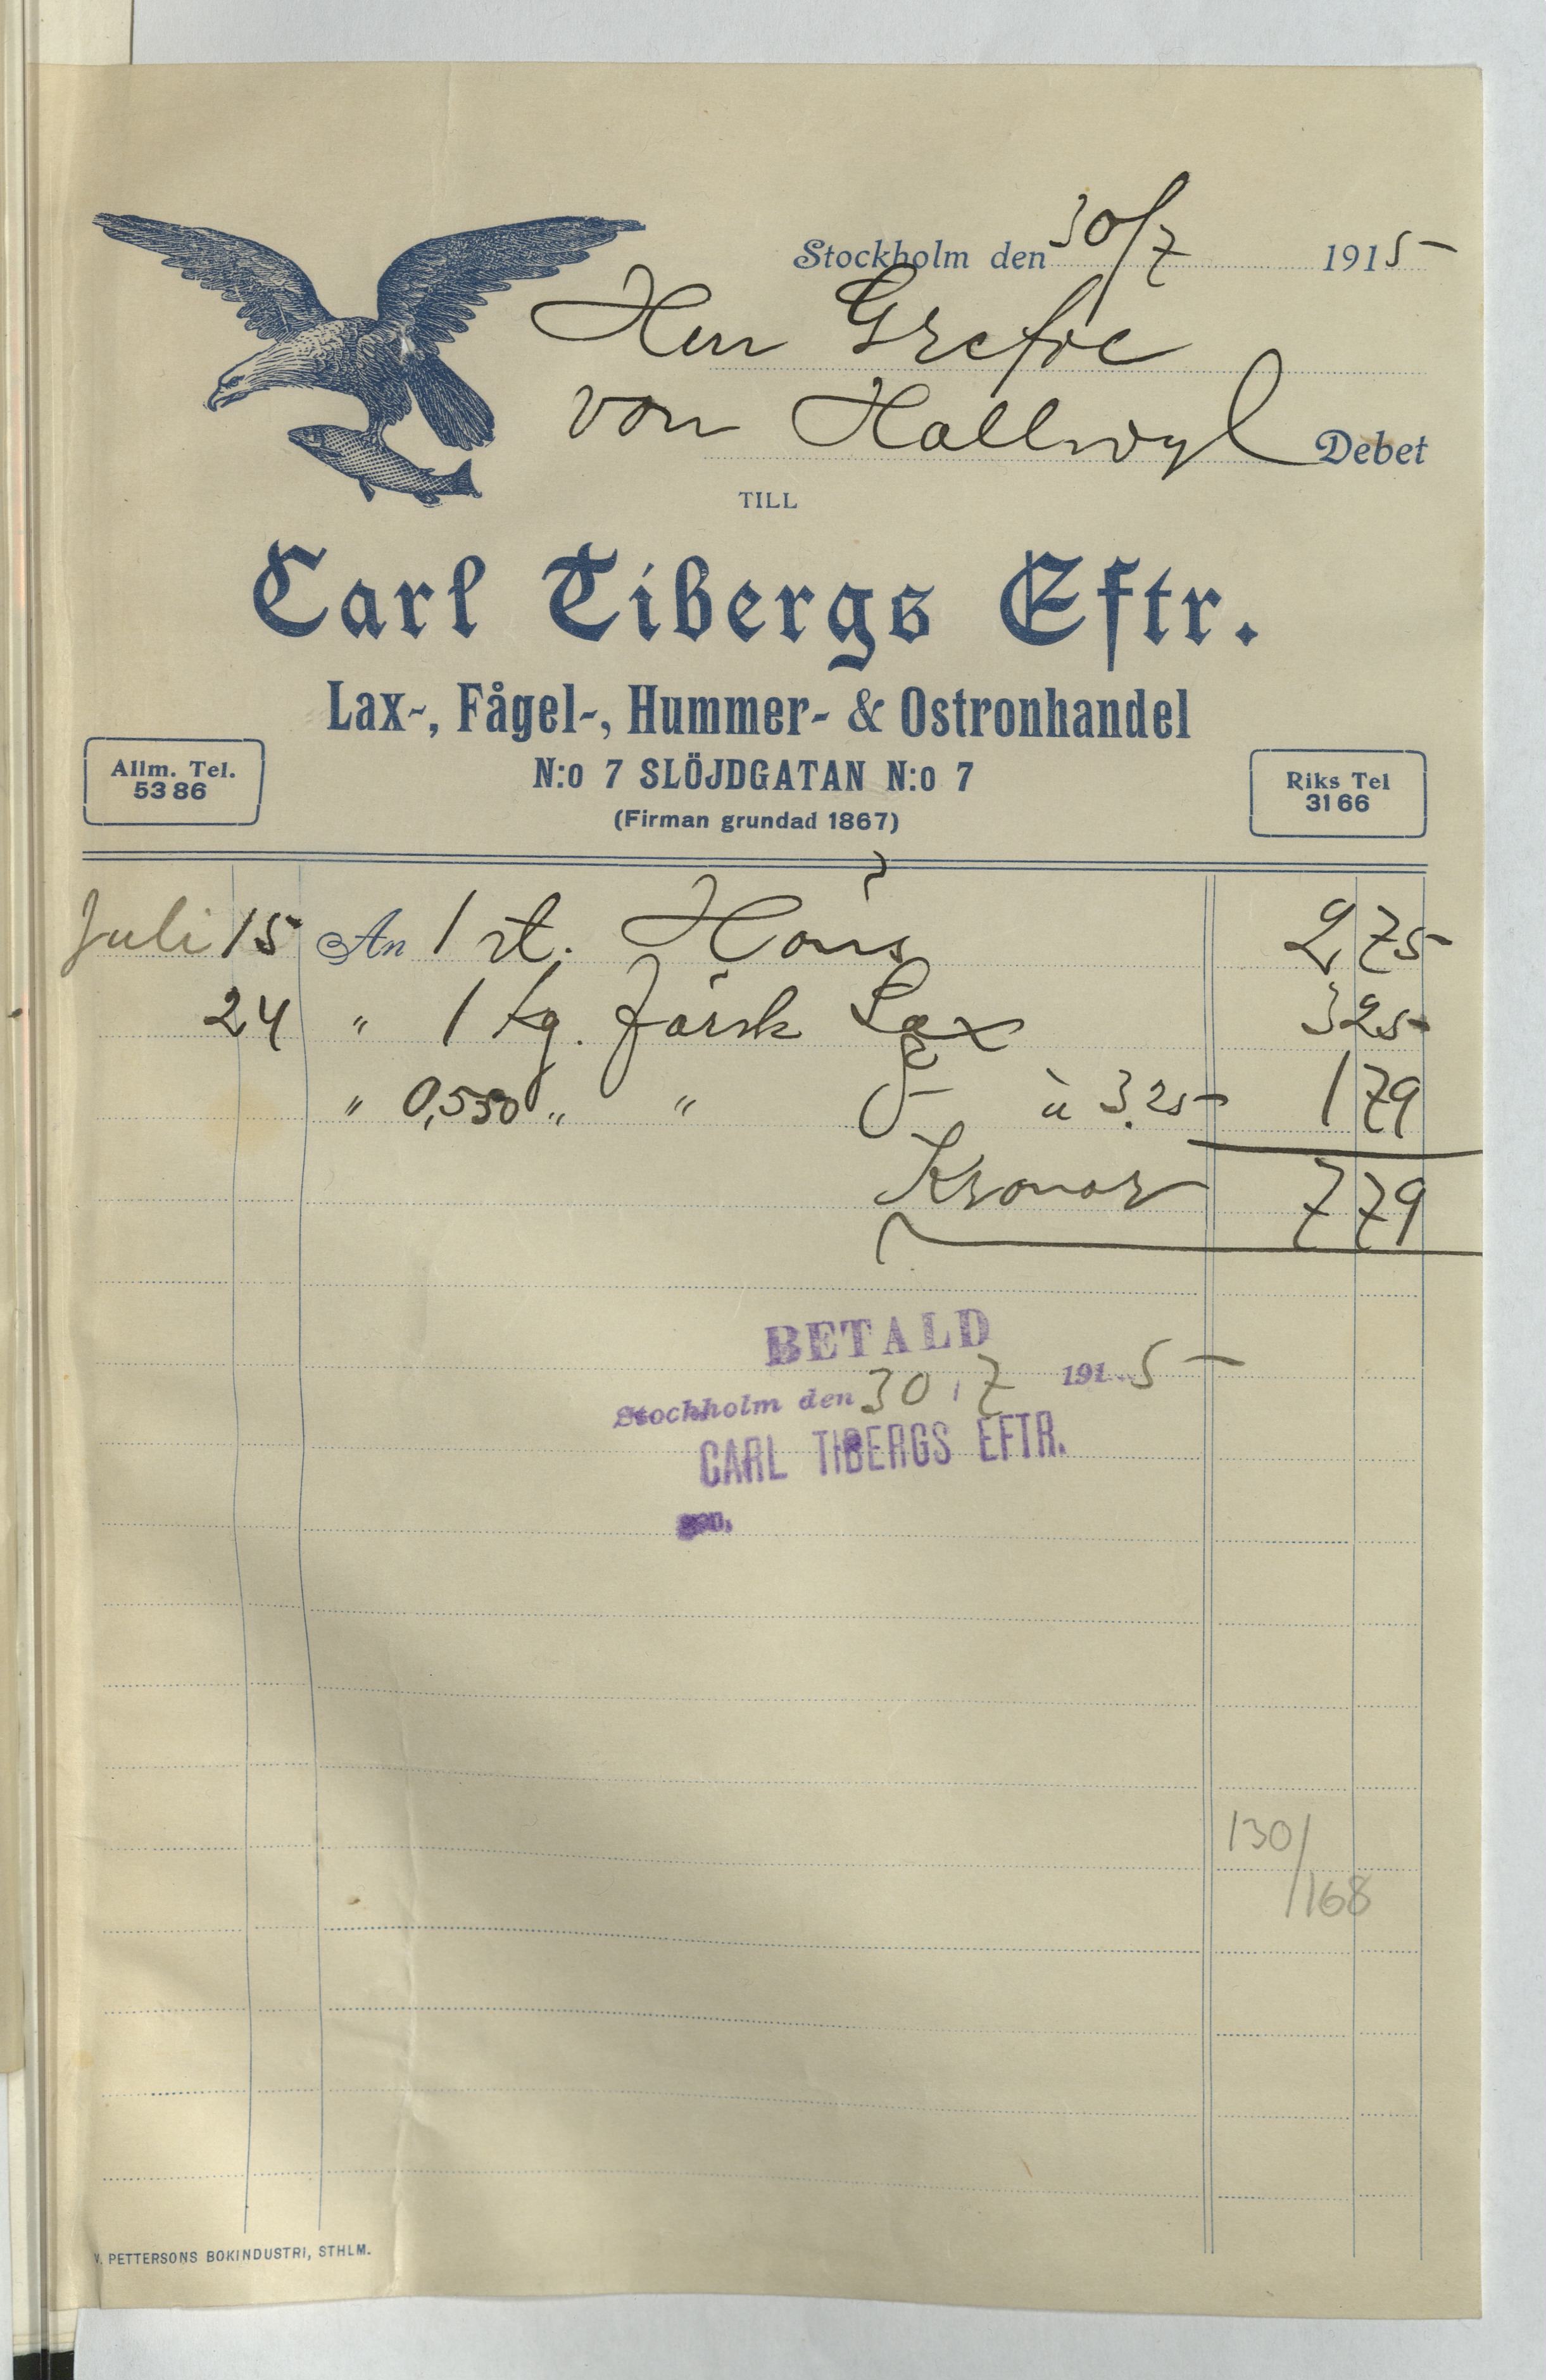 Stockholm den 30/7 1915
Herr Grefve
von Hallwyl Debet
TILL
Carl Tibergs Eftr.
Lax-, Fågel-, Hummer- & Ostronhandel
Allm. Tel.
5386
N:o 7 SLÖJDGATAN N:o 7
(Firman grundad 1867)
Riks Tel
3166
Juli 15 An 1 st. Höns 2 75
24 " 1 kg. färsk Lax 3 25
" 0,550 " " à 3.25 1 79
Kronor 7 79
BETALD
Stockholm den 30 / 7 1915
CARL TIBERGS EFTR.
130/168
PETTERSONS BOKINDUSTRI, STHLM.